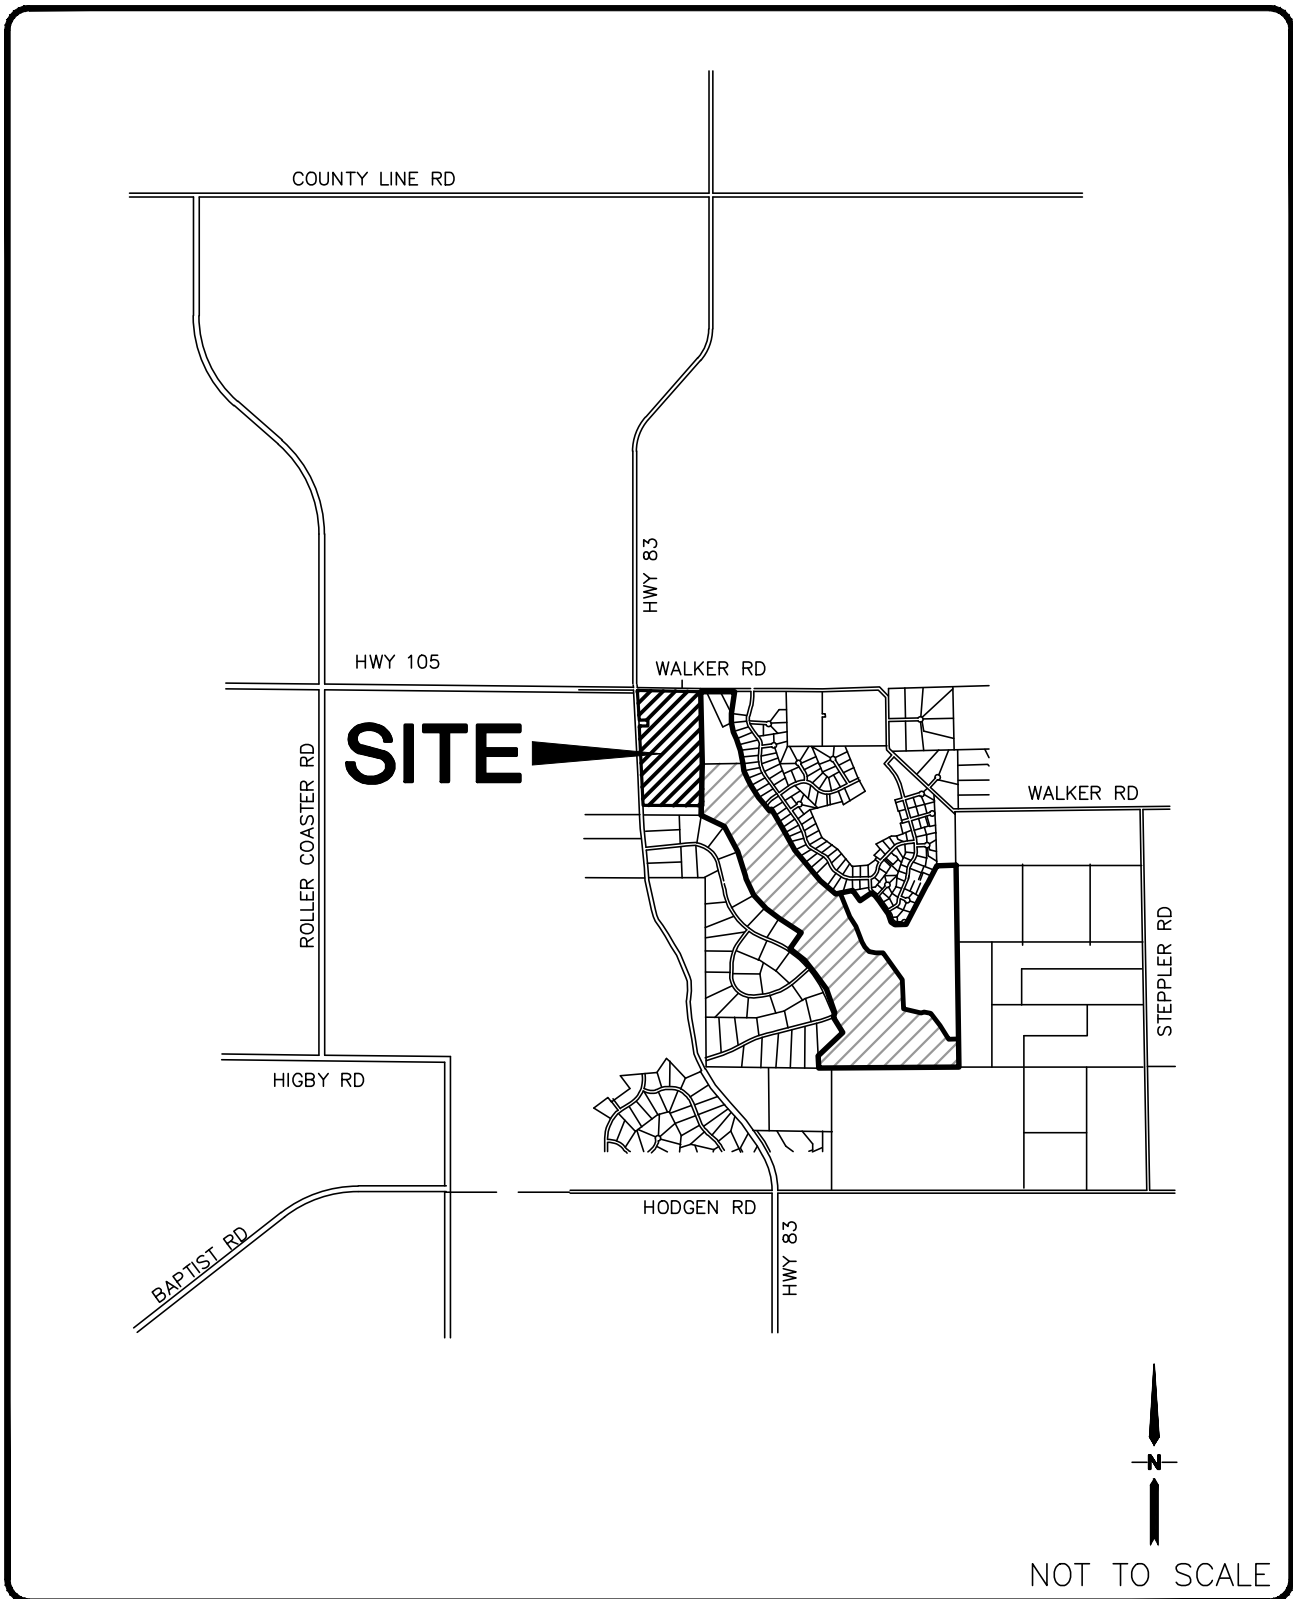 COUNTY LINE RD
HWY 83
HWY 105
WALKER RD
SITE
ROLLER COASTER RD
WALKER RD
STEPPLER RD
HIGBY RD
HODGEN RD
BAPTIST RD
HWY 83
N
NOT TO SCALE